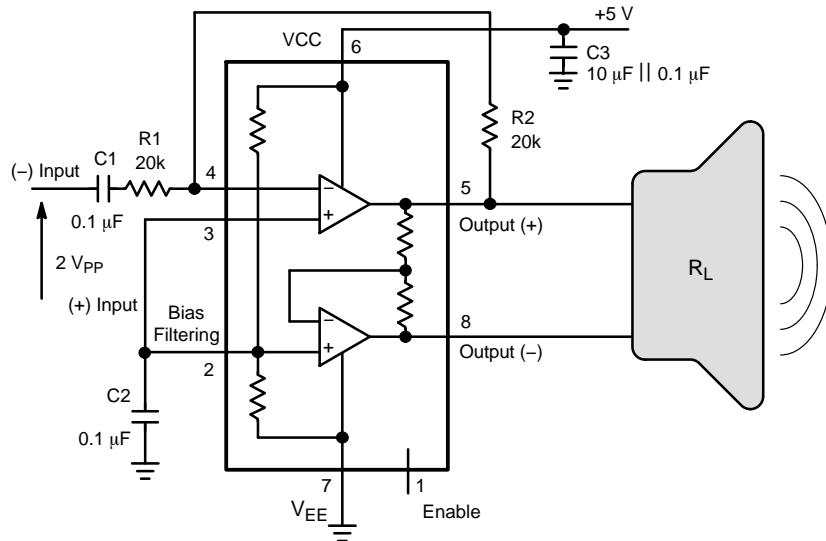 +5 V
VCC
6
C3
10 μF || 0.1 μF
R2
20k
R1
20k
C1
(−) Input
4
−
+
5
0.1 μF
3
Output (+)
2 VPP
RL
(+) Input
Bias
Filtering
−
+
8
2
Output (−)
C2
0.1 μF
7
1
VEE
Enable